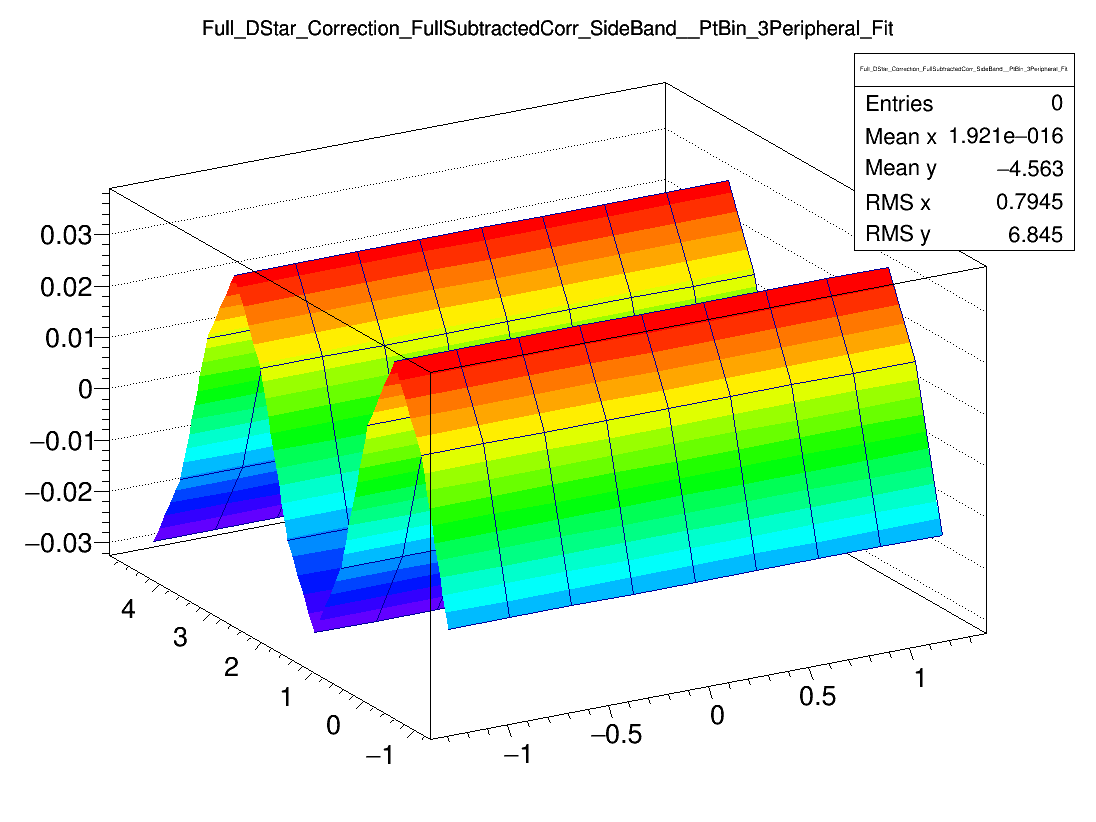 Full_DStar_Correction_FullSubtractedCorr_SideBand__PtBin_3Peripheral_Fit
Full_DStar_Correction_FullSubtractedCorr_SideBand__PtBin_3Peripheral_Fit
Entries 0
Mean x 1.921e−016
Mean y −4.563
RMS x 0.7945
RMS y 6.845
0.03
0.02
0.01
0
−0.01
−0.02
−0.03
4
3
2
1
0
−1
−1
−0.5
0
0.5
1